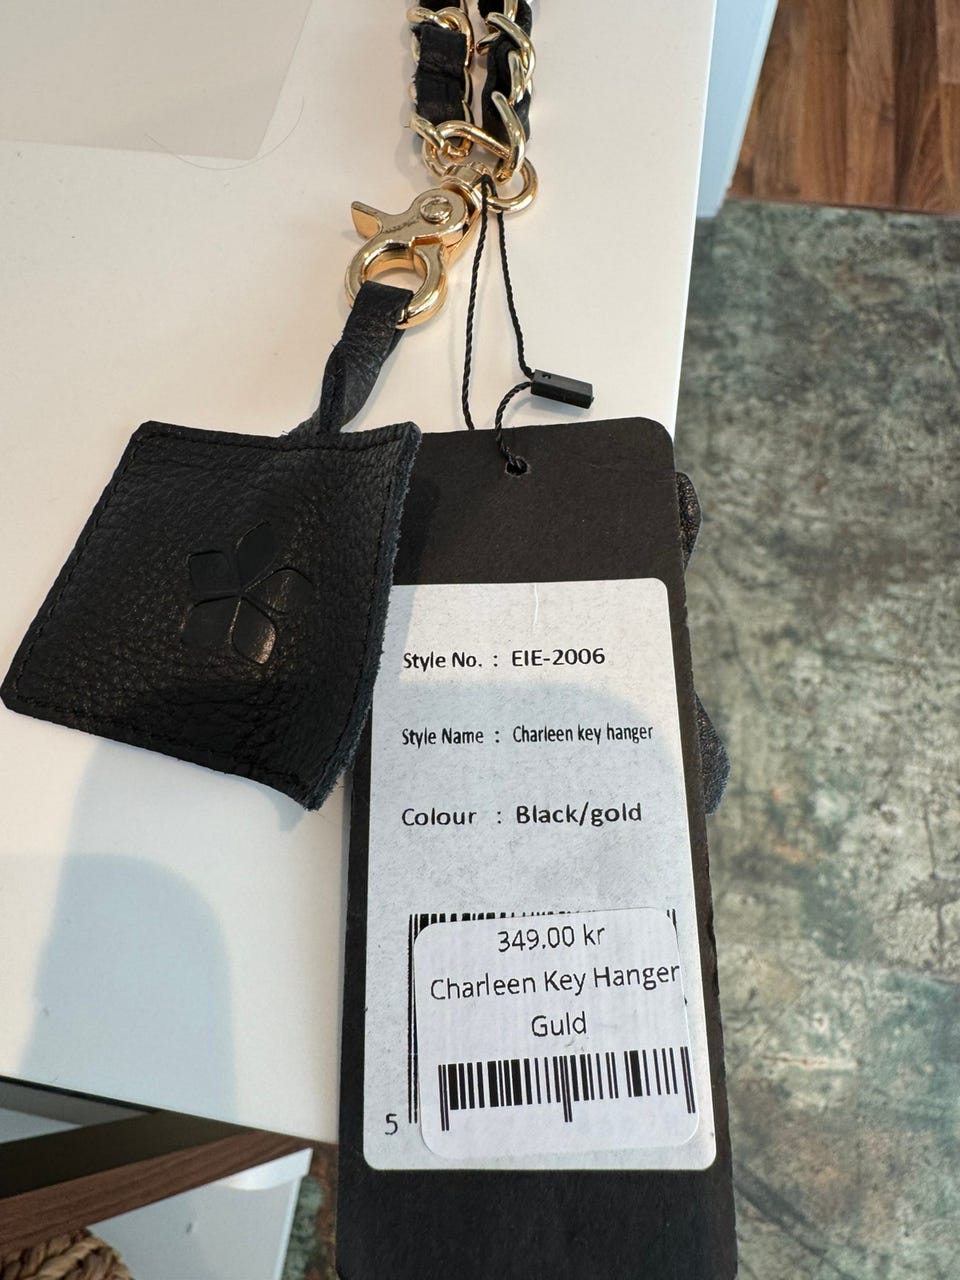 Style No. : EIE-2006
Style Name : Charleen key hanger
Colour : Black/gold
349.00 kr
Charleen Key Hanger
Guld
5